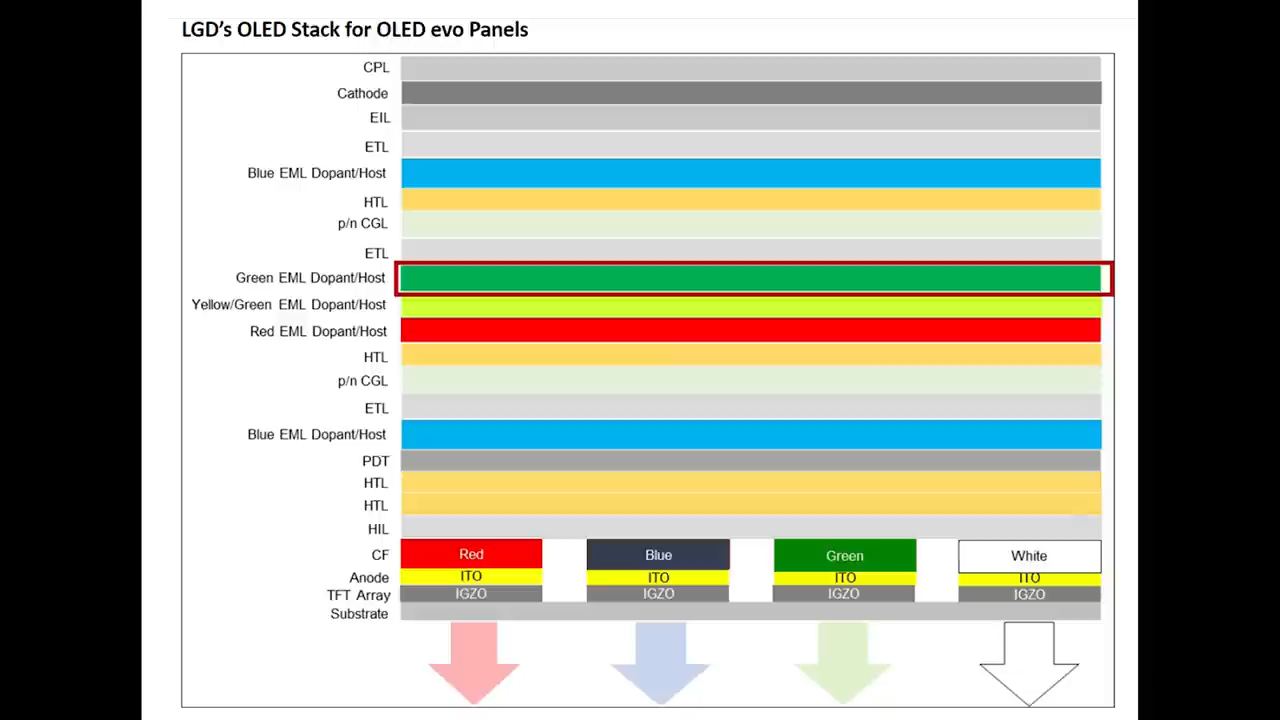 LGD's OLED Stack for OLED evo Panels
CPL
Cathode
EIL
ETL
Blue EML Dopant/Host
HTL
p/n CGL
ETL
Green EML Dopant/Host
Yellow/Green EML Dopant/Host
Red EML Dopant/Host
HTL
p/n CGL
ETL
Blue EML Dopant/Host
PDT
HTL
HTL
HIL
CF Red Blue Green White
Anode ITO ITO ITO ITO
TFT Array IGZO IGZO IGZO IGZO
Substrate